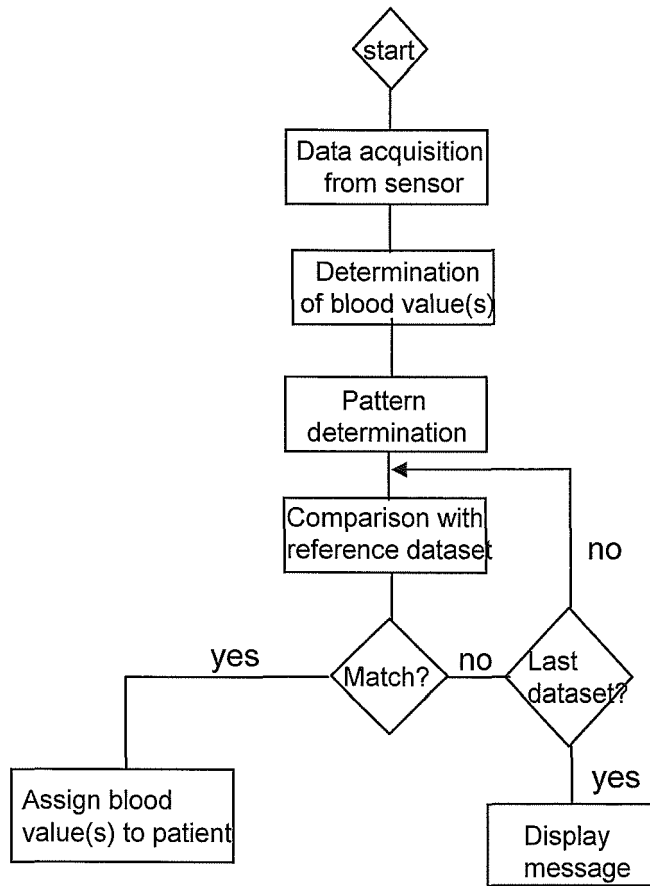 start
Data acquisition
from sensor
Determination
of blood value(s)
Pattern
determination
Comparison with
reference dataset
no
yes
Match?
no
Last
dataset?
yes
Assign blood
value(s) to patient
Display
message